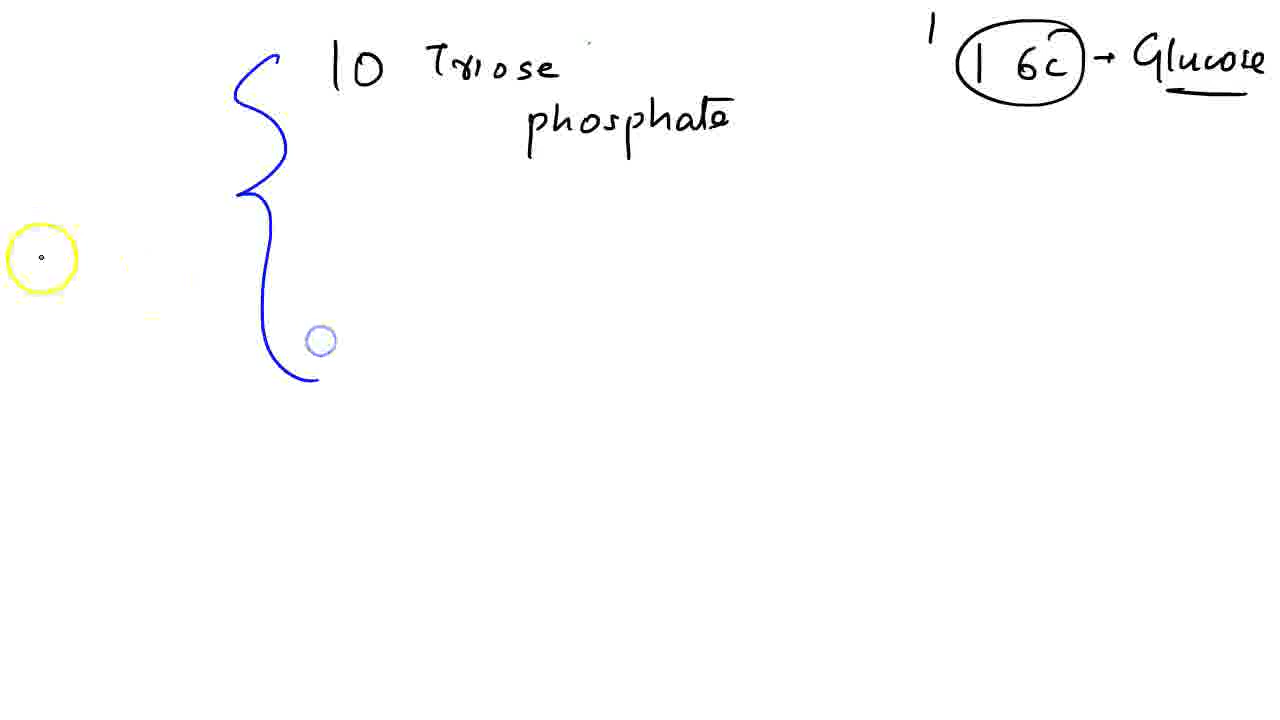 10 Triose
phosphate
1 6c → Glucose